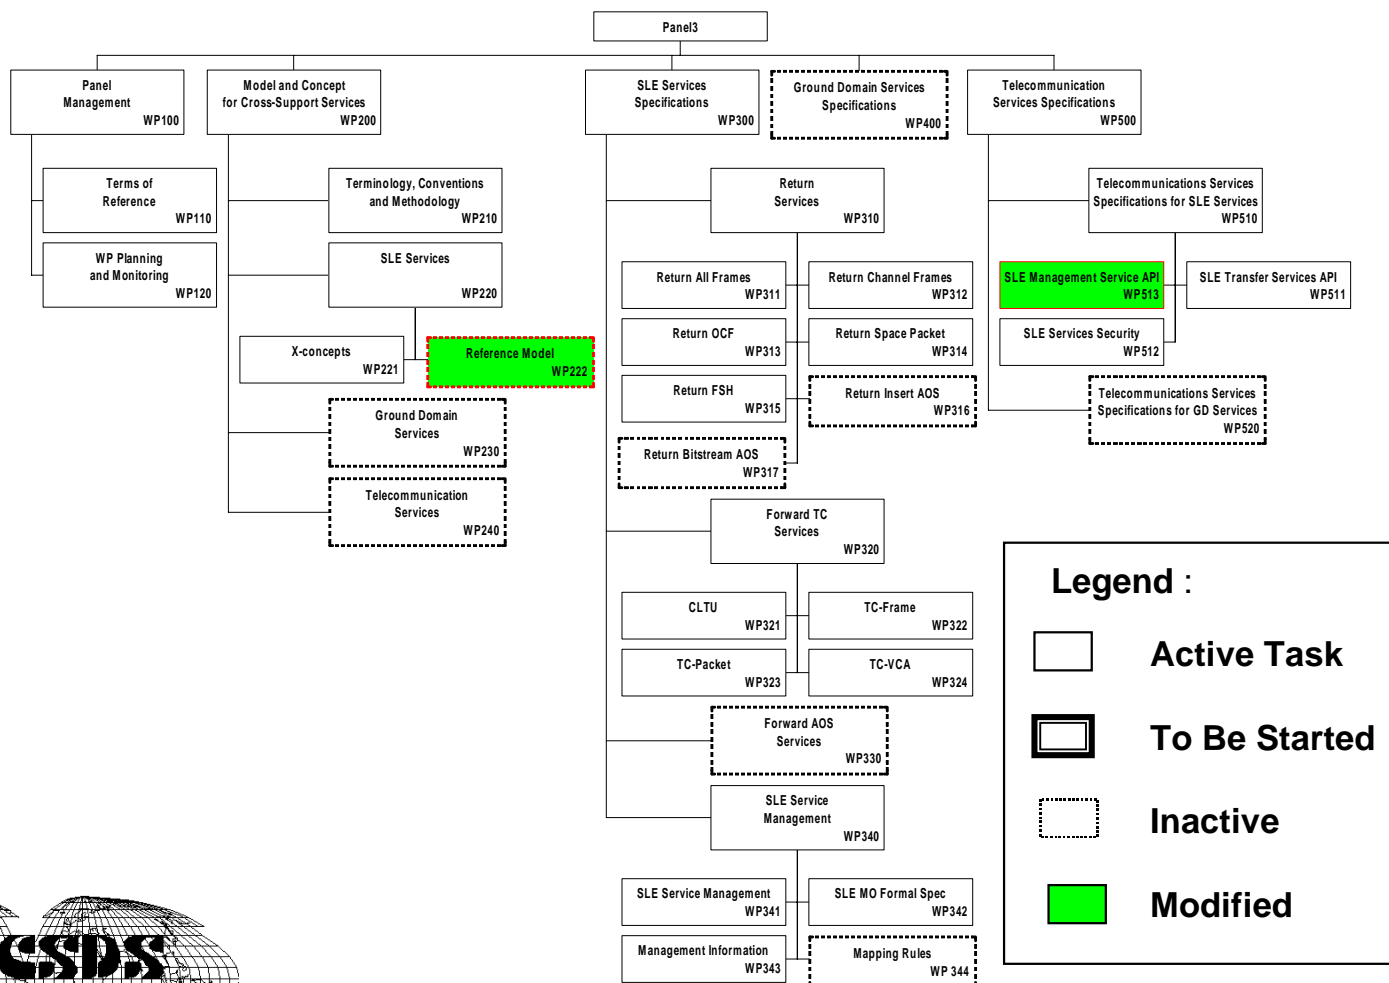 Panel3
Panel
Management
WP100
Model and Concept
for Cross-Support Services
WP200
SLE Services
Specifications
WP300
Ground Domain Services
Specifications
WP400
Telecommunication
Services Specifications
WP500
Terms of
Reference
WP110
WP Planning
and Monitoring
WP120
Terminology, Conventions
and Methodology
WP210
SLE Services
WP220
X-concepts
WP221
Reference Model
WP222
Ground Domain
Services
WP230
Telecommunication
Services
WP240
Return
Services
WP310
Return All Frames
WP311
Return Channel Frames
WP312
Return OCF
WP313
Return Space Packet
WP314
Return FSH
WP315
Return Insert AOS
WP316
Return Bitstream AOS
WP317
Forward TC
Services
WP320
CLTU
WP321
TC-Frame
WP322
TC-Packet
WP323
TC-VCA
WP324
Forward AOS
Services
WP330
SLE Service
Management
WP340
SLE Service Management
WP341
SLE MO Formal Spec
WP342
Management Information
WP343
Mapping Rules
WP 344
Telecommunications Services
Specifications for SLE Services
WP510
SLE Management Service API
WP513
SLE Transfer Services API
WP511
SLE Services Security
WP512
Telecommunications Services
Specifications for GD Services
WP520
Legend :
Active Task
To Be Started
Inactive
Modified
CSDS